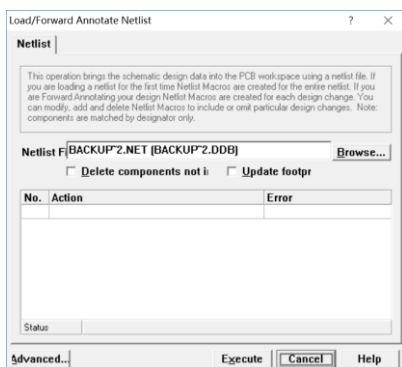 Load/Forward Annotate Netlist
?
Netlist
This operation brings the schematic design data into the PCB workspace using a netlist file. If
you are loading a netlist for the first time Netlist Macros are created for the entire netlist. If you
are Forward Annotating your design Netlist Macros are created for each design change. You
can modify, add and delete Netlist Macros to include or omit particular design changes. Note:
components are matched by designator only.
Netlist Fi BACKUP~2.NET (BACKUP~2.DDB) Browse...
Delete components not i Update footpr
No. Action Error
Status
Advanced... Execute Cancel Help